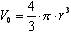 V₀ = 4/3 · π · r³